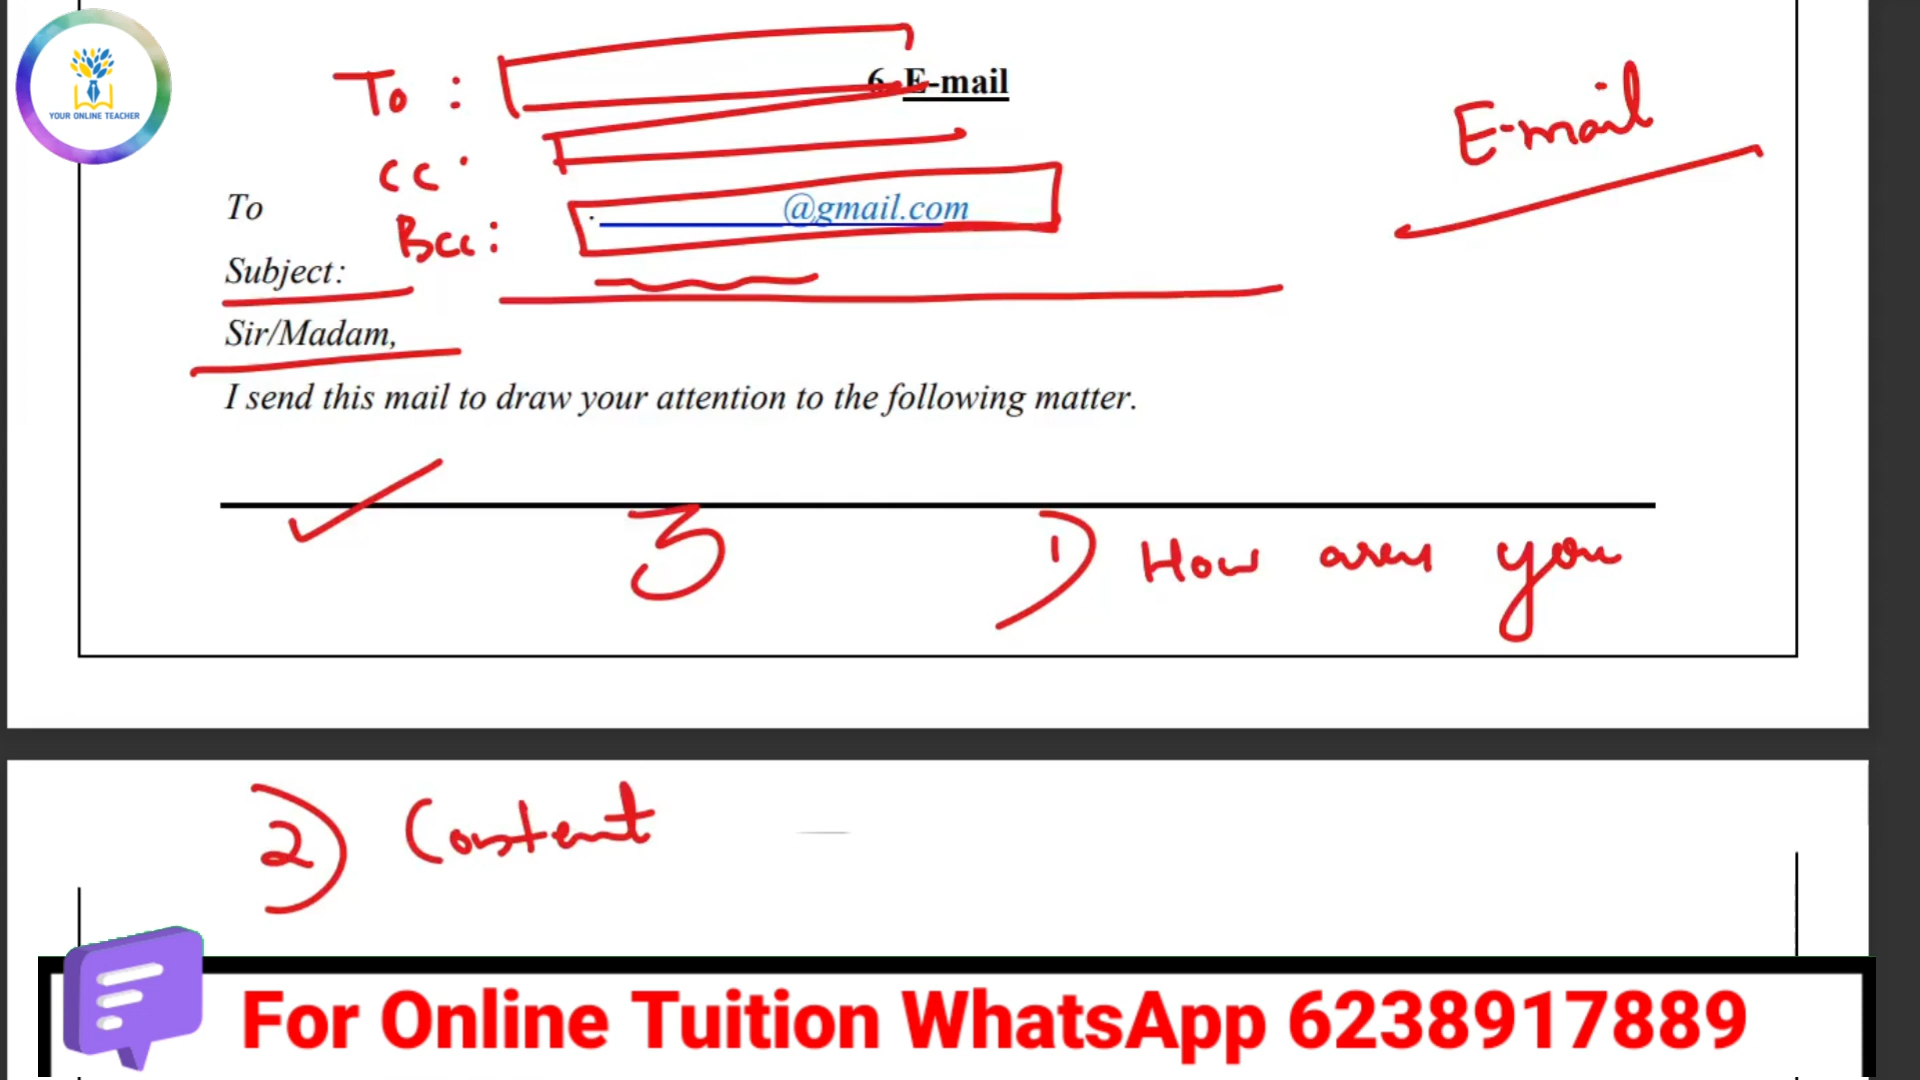 YOUR ONLINE TEACHER
To :
6. E-mail
E-mail
CC :
To
@gmail.com
Bcc :
Subject:
Sir/Madam,
I send this mail to draw your attention to the following matter.
3
1) How are you
2) Content
For Online Tuition WhatsApp 6238917889